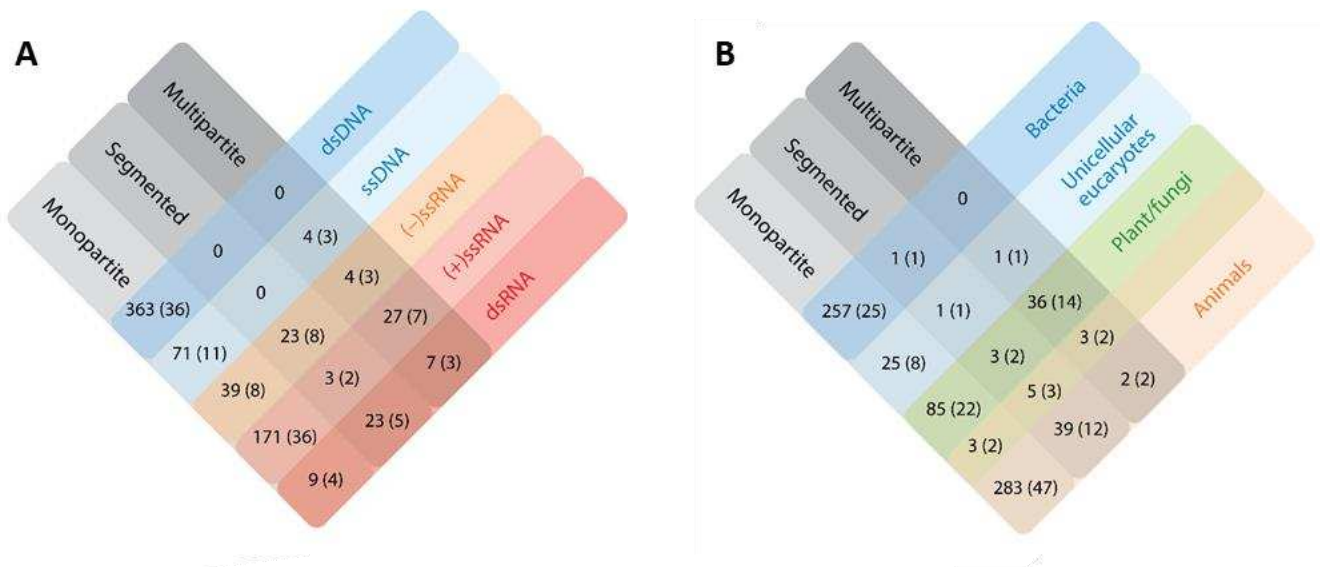 A
Multipartite
Segmented
Monopartite
dsDNA
ssDNA
(−)ssRNA
(+)ssRNA
dsRNA
0
4 (3)
4 (3)
27 (7)
7 (3)
0
0
23 (8)
3 (2)
23 (5)
363 (36)
71 (11)
39 (8)
171 (36)
9 (4)
B
Multipartite
Segmented
Monopartite
Bacteria
Unicellular
eucaryotes
Plant/fungi
Animals
0
1 (1)
36 (14)
3 (2)
2 (2)
1 (1)
1 (1)
3 (2)
5 (3)
39 (12)
257 (25)
25 (8)
85 (22)
3 (2)
283 (47)